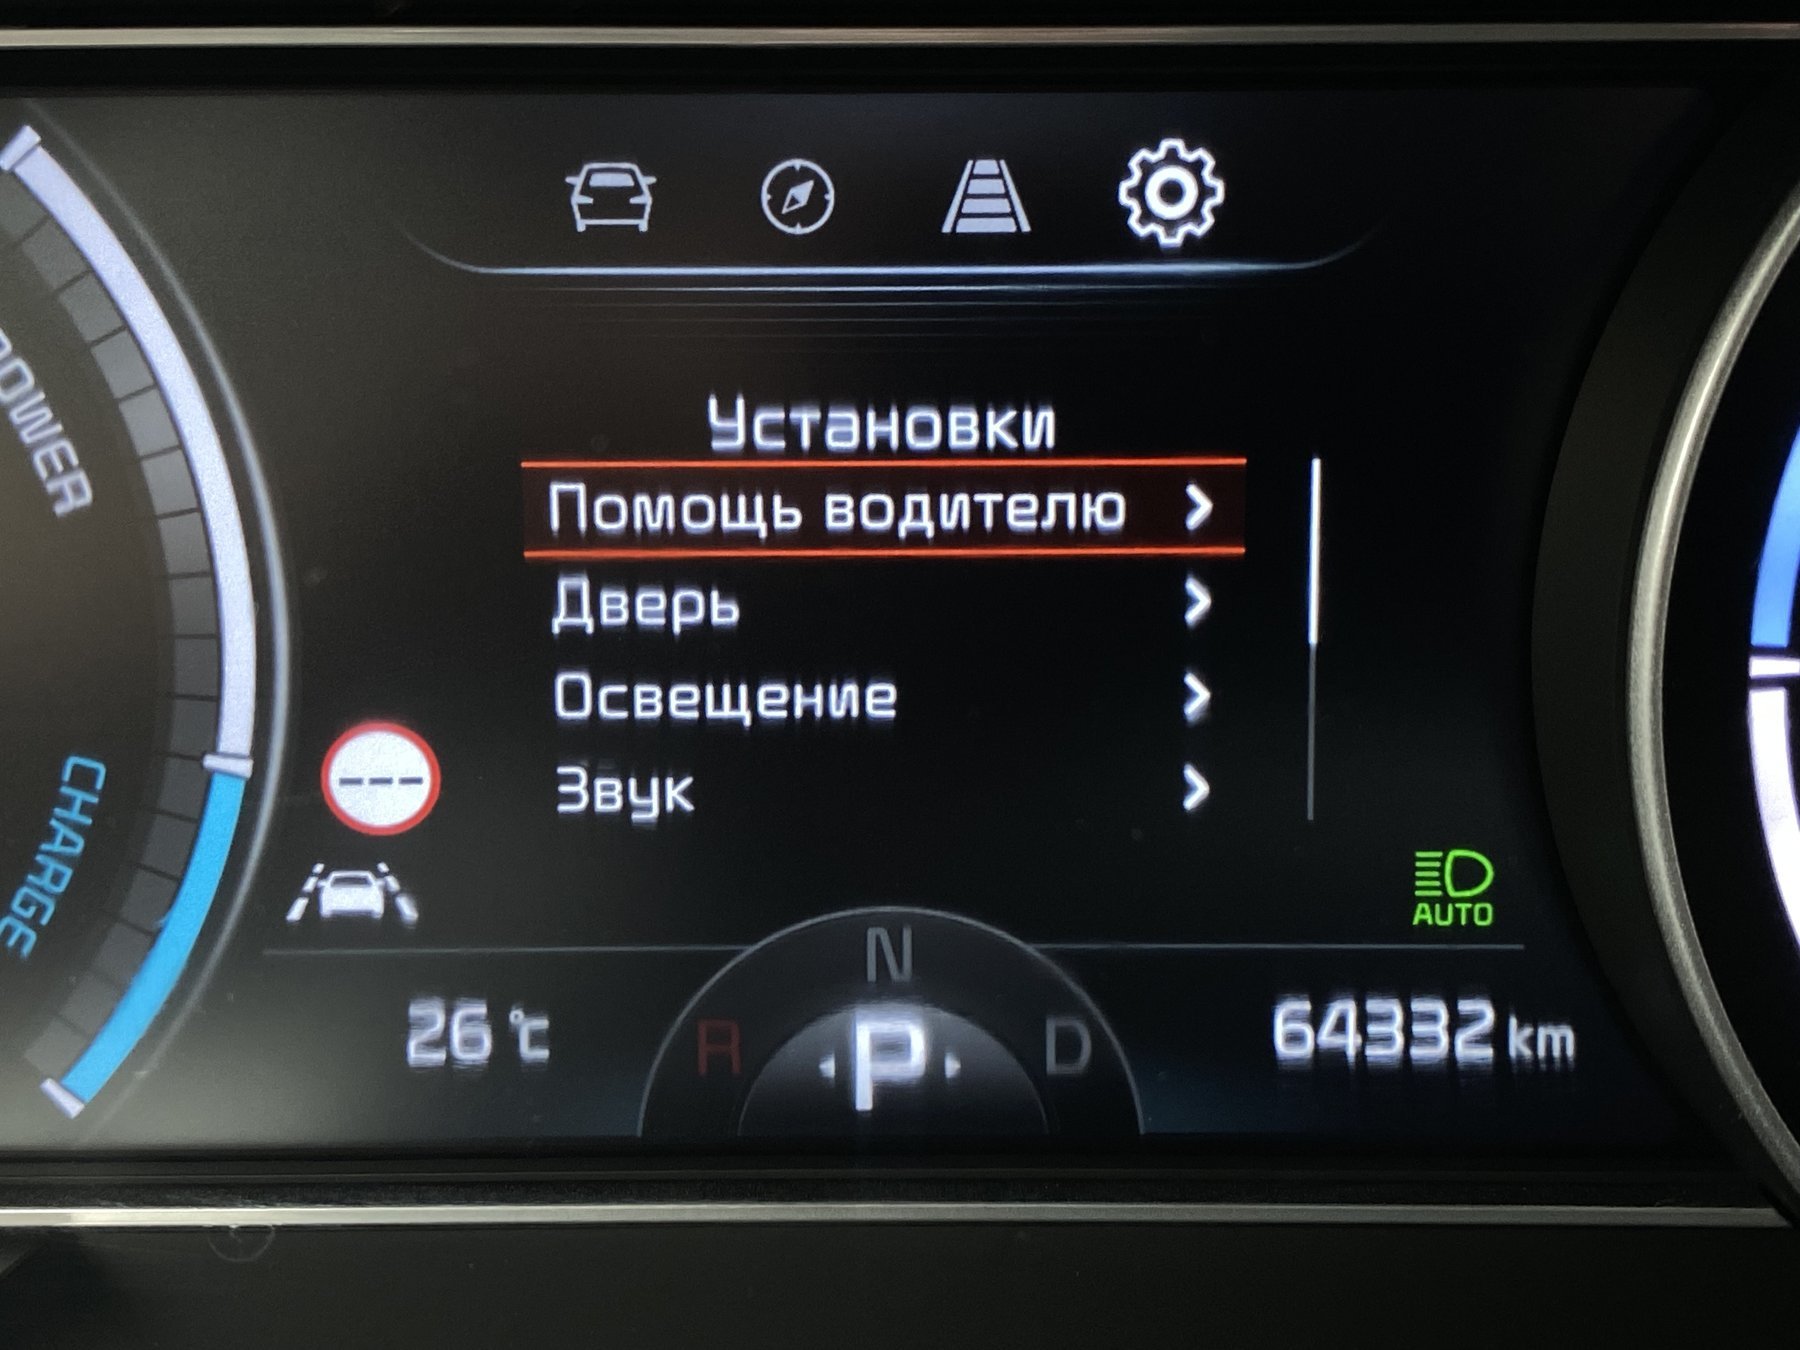 Установки
Помощь водителю
Дверь
Освещение
Звук
POWER
CHARGE
---
AUTO
N
R P D
26 °C
64332 km